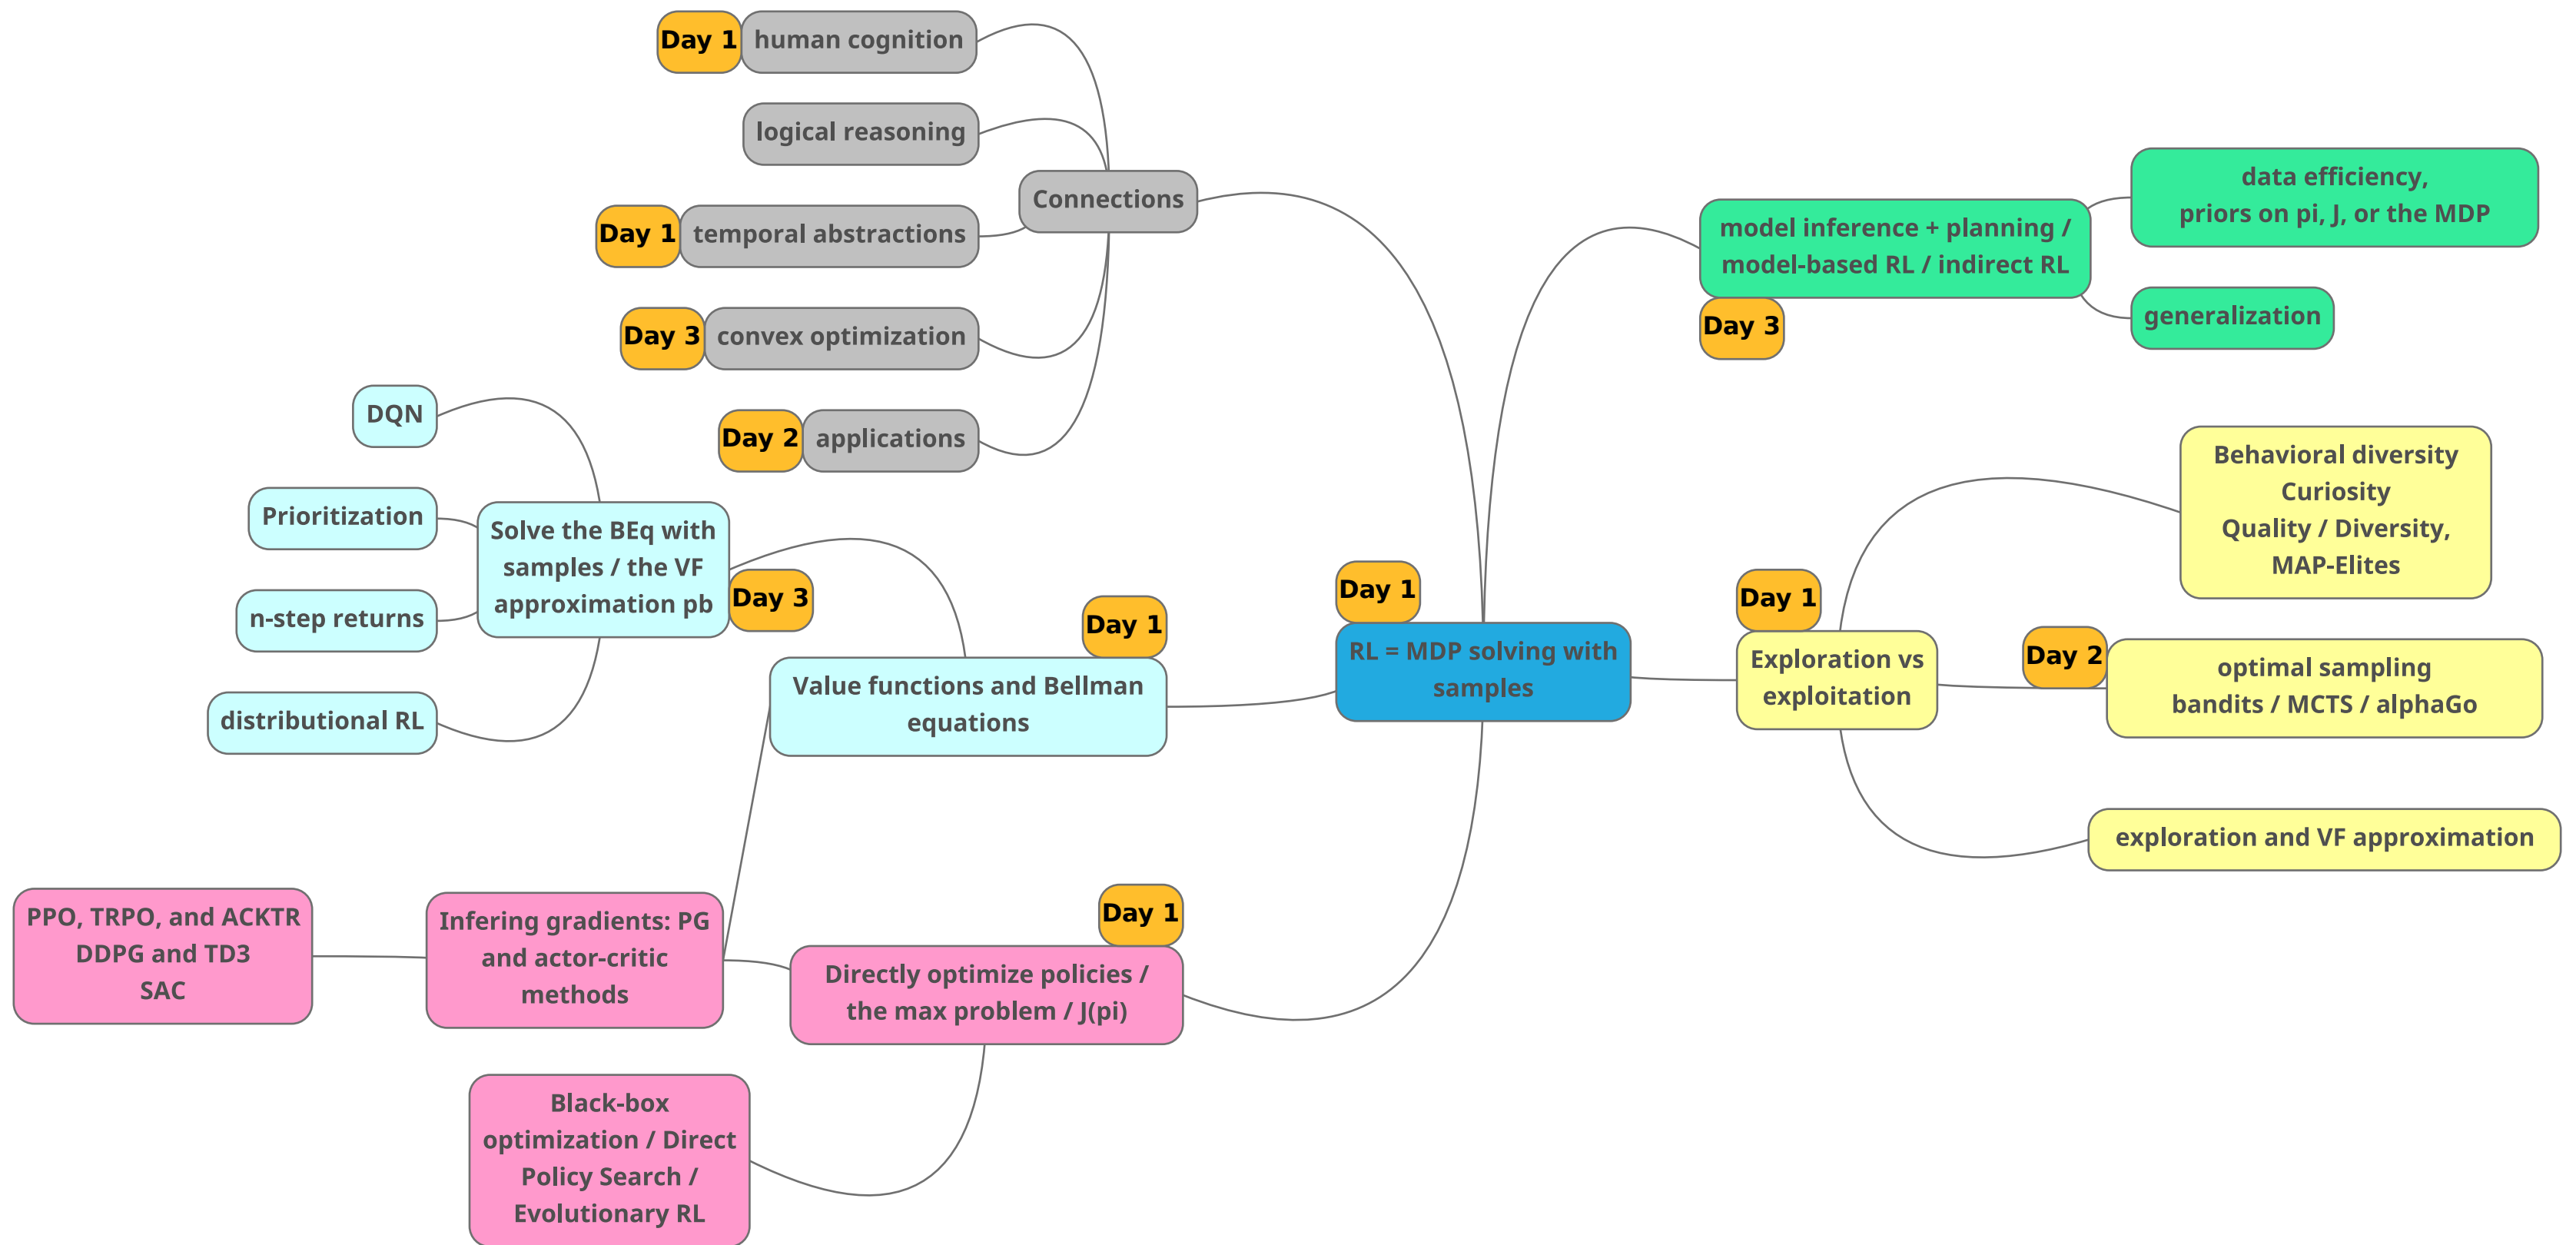 Day 1
human cognition
logical reasoning
Connections
Day 1
temporal abstractions
Day 3
convex optimization
Day 2
applications
DQN
Prioritization
n-step returns
distributional RL
Solve the BEq with
samples / the VF
approximation pb
Day 3
Day 1
Value functions and Bellman
equations
Day 1
RL = MDP solving with
samples
PPO, TRPO, and ACKTR
DDPG and TD3
SAC
Infering gradients: PG
and actor-critic
methods
Day 1
Directly optimize policies /
the max problem / J(pi)
Black-box
optimization / Direct
Policy Search /
Evolutionary RL
model inference + planning /
model-based RL / indirect RL
Day 3
data efficiency,
priors on pi, J, or the MDP
generalization
Day 1
Exploration vs
exploitation
Behavioral diversity
Curiosity
Quality / Diversity,
MAP-Elites
Day 2
optimal sampling
bandits / MCTS / alphaGo
exploration and VF approximation